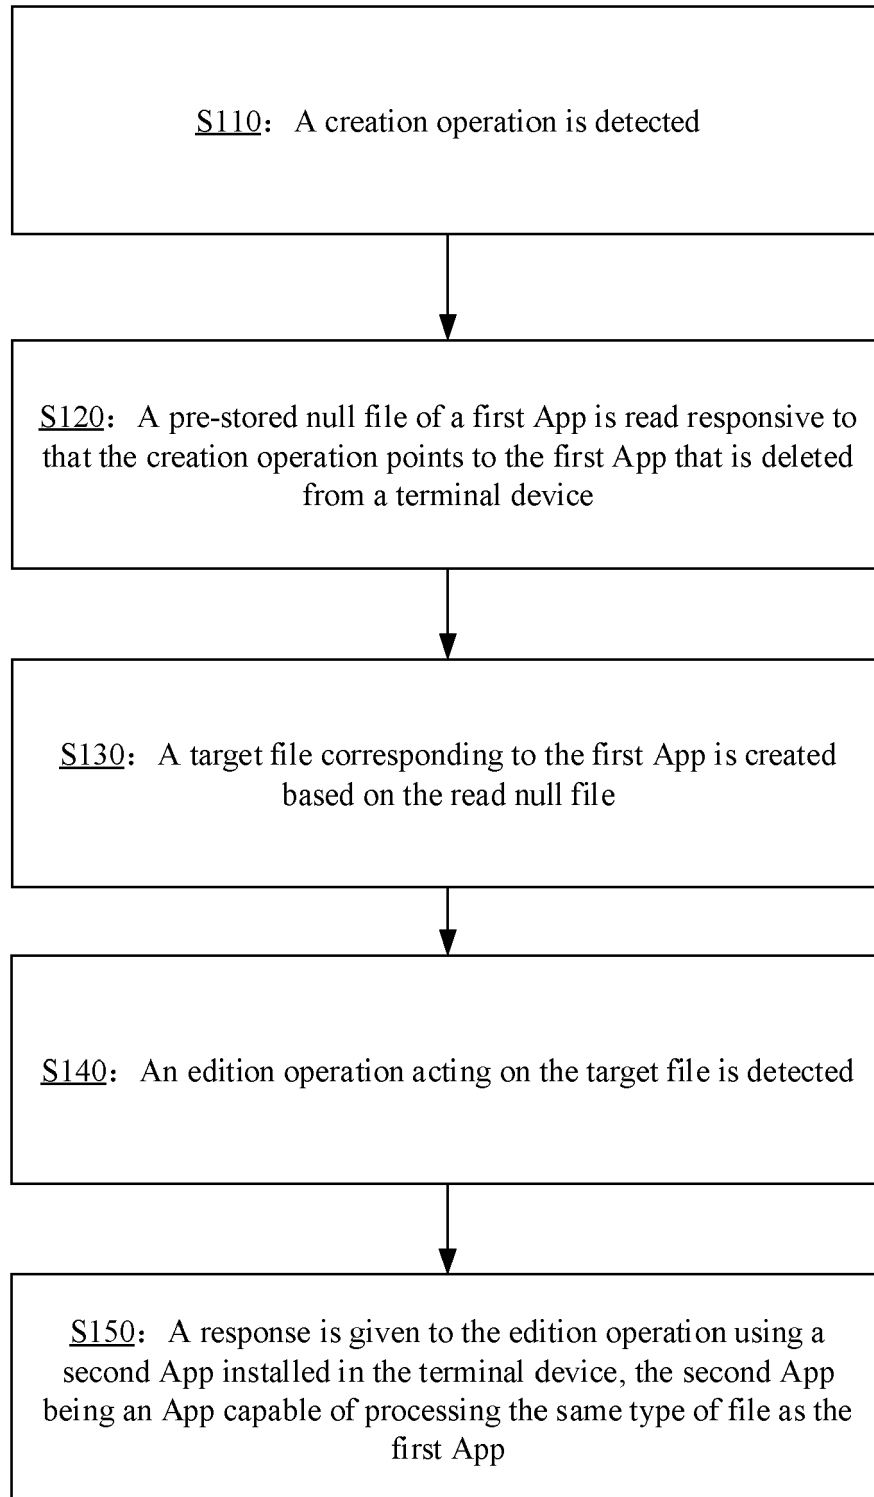 S110： A creation operation is detected
S120： A pre-stored null file of a first App is read responsive to
that the creation operation points to the first App that is deleted
from a terminal device
S130： A target file corresponding to the first App is created
based on the read null file
S140： An edition operation acting on the target file is detected
S150： A response is given to the edition operation using a
second App installed in the terminal device, the second App
being an App capable of processing the same type of file as the
first App